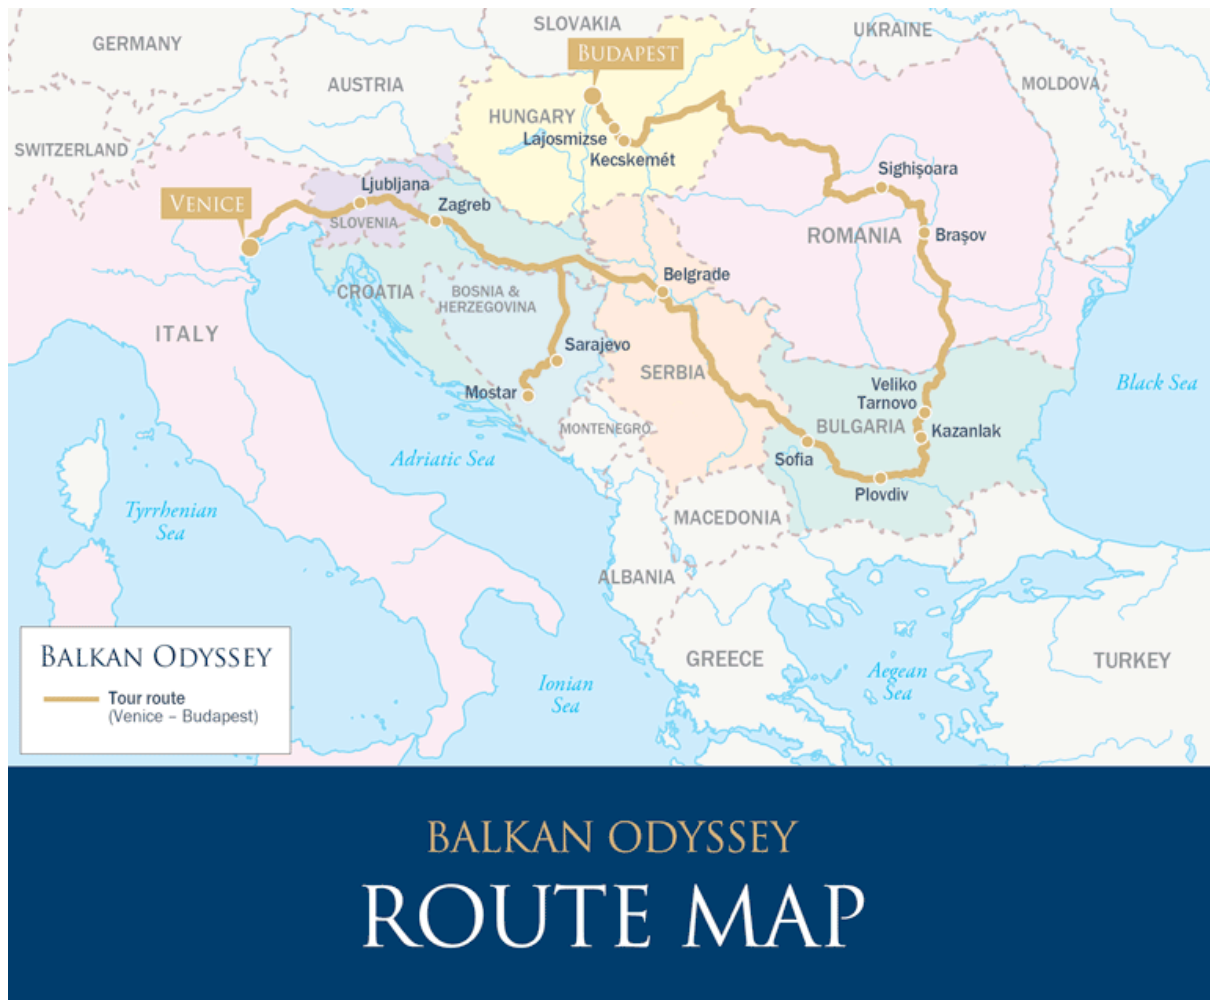 SLOVAKIA
UKRAINE
GERMANY
BUDAPEST
AUSTRIA
MOLDOVA
HUNGARY
Lajosmizse
SWITZERLAND
Kecskemét
Sighişoara
Ljubljana
VENICE
Zagreb
SLOVENIA
ROMANIA
Braşov
Belgrade
CROATIA
BOSNIA &
HERZEGOVINA
ITALY
Sarajevo
SERBIA
Black Sea
Veliko
Tarnovo
Mostar
BULGARIA
Kazanlak
MONTENEGRO
Adriatic Sea
Sofia
Plovdiv
Tyrrhenian
Sea
MACEDONIA
ALBANIA
GREECE
TURKEY
Aegean
Sea
Ionian
Sea
BALKAN ODYSSEY
Tour route
(Venice – Budapest)
BALKAN ODYSSEY
ROUTE MAP